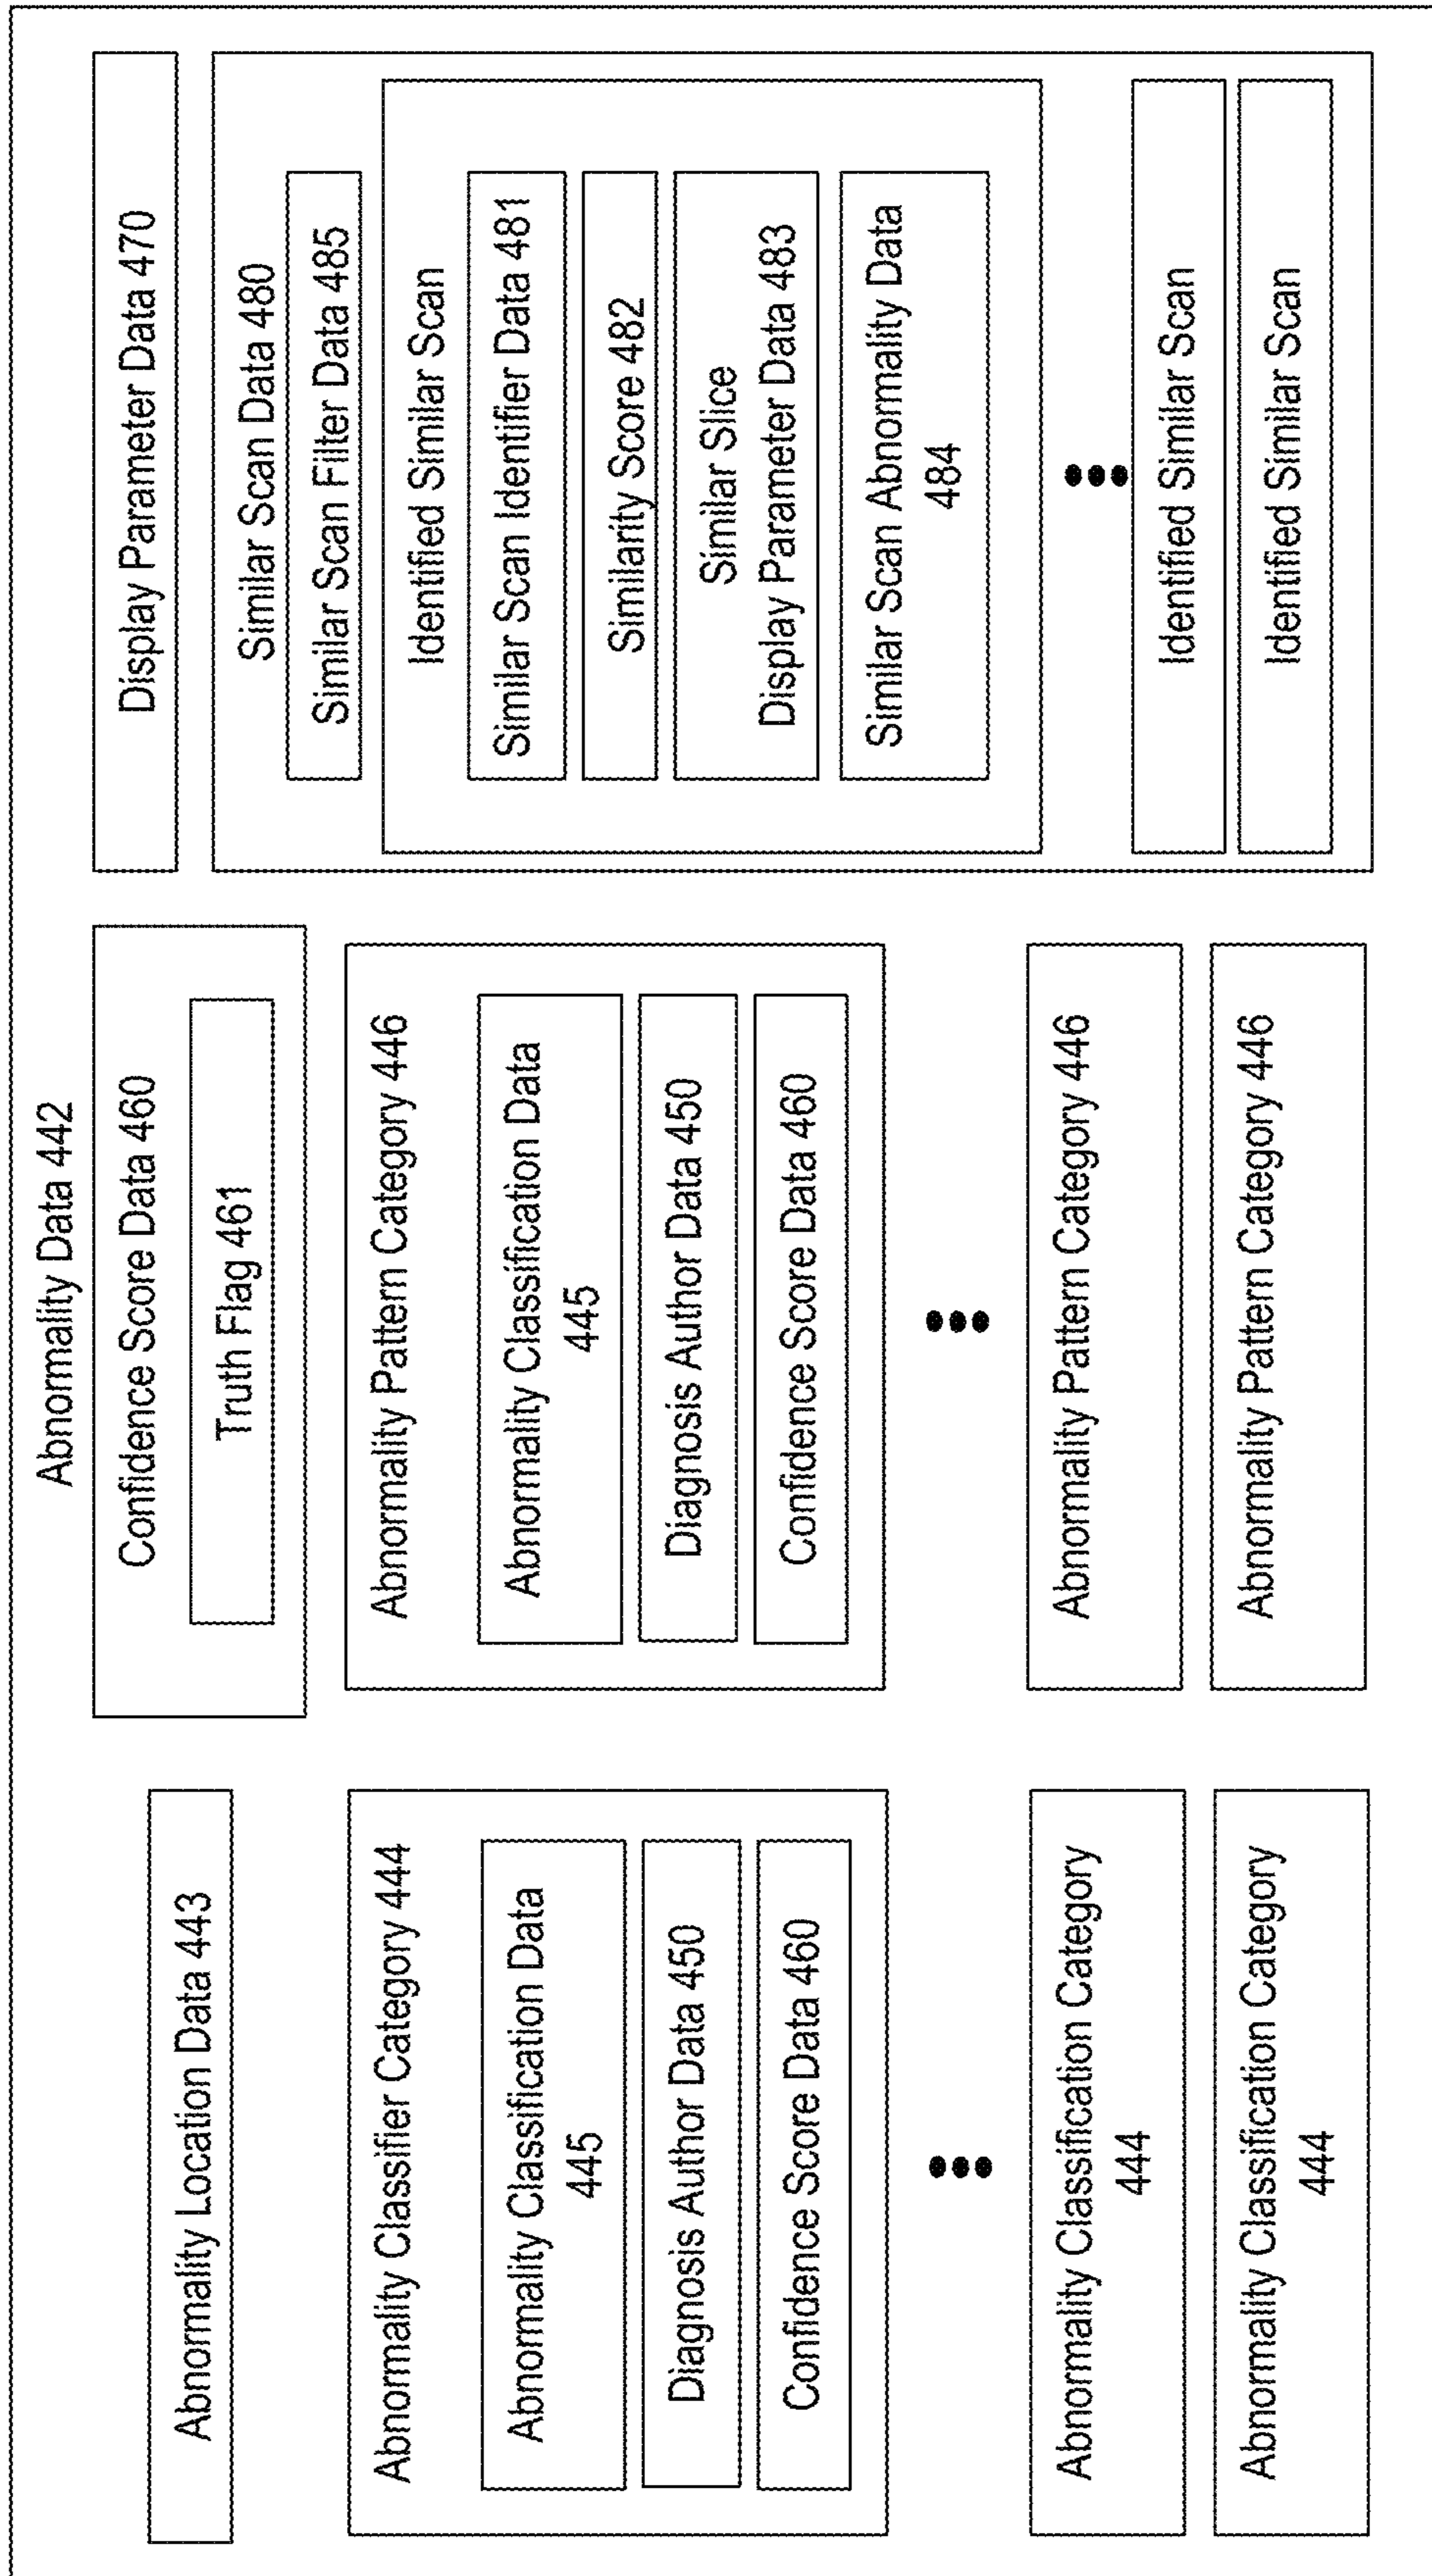 Abnormality Data 442
Abnormality Location Data 443
Abnormality Classifier Category 444
Abnormality Classification Data
445
Diagnosis Author Data 450
Confidence Score Data 460
Abnormality Classification Category
444
Abnormality Classification Category
444
Confidence Score Data 460
Truth Flag 461
Abnormality Pattern Category 446
Abnormality Classification Data
445
Diagnosis Author Data 450
Confidence Score Data 460
Abnormality Pattern Category 446
Abnormality Pattern Category 446
Display Parameter Data 470
Similar Scan Data 480
Similar Scan Filter Data 485
Identified Similar Scan
Similar Scan Identifier Data 481
Similarity Score 482
Similar Slice
Display Parameter Data 483
Similar Scan Abnormality Data
484
Identified Similar Scan
Identified Similar Scan